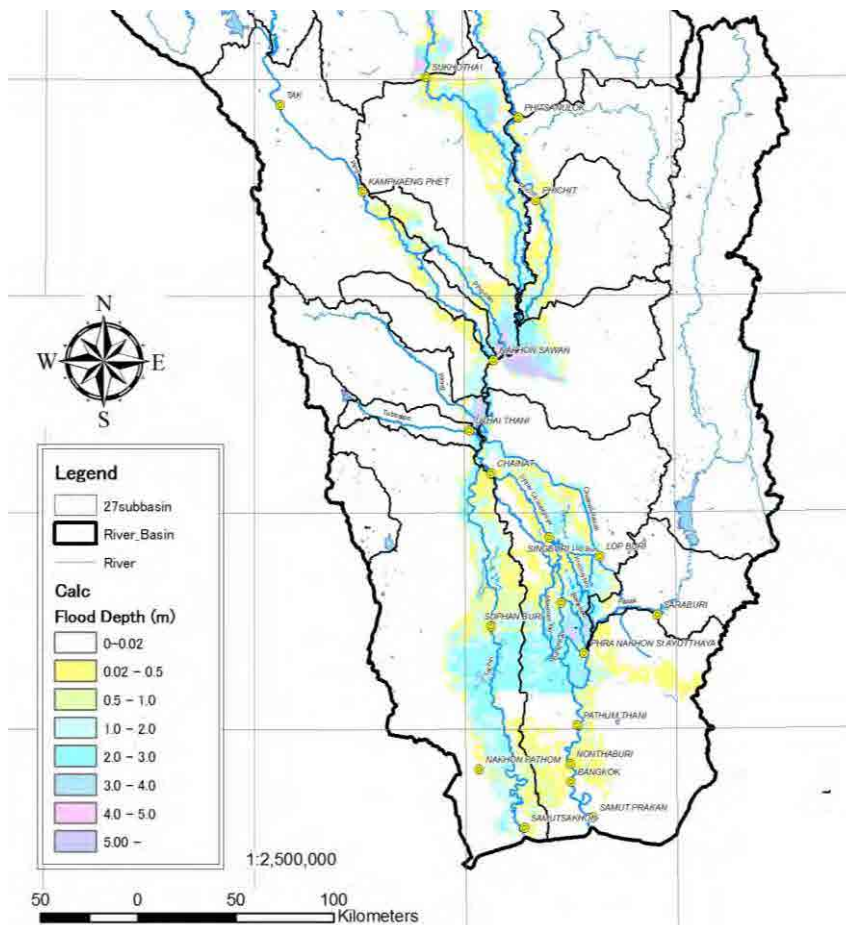 SUKHOTHAI
TAK
PHITSANULOK
KAMPHAENG PHET
PHICHIT
N
W E
S
NAKHON SAWAN
UTHAI THANI
CHAINAT
SINGBURI
LOP BURI
SARABURI
Pasak
SUPHAN BURI
PHRA NAKHON SI AYUTTHAYA
PATHUM THANI
NONTHABURI
NAKHON PATHOM
BANGKOK
SAMUT PRAKAN
SAMUTSAKHON
Legend
27subbasin
River_Basin
River
Calc
Flood Depth (m)
0-0.02
0.02 - 0.5
0.5 - 1.0
1.0 - 2.0
2.0 - 3.0
3.0 - 4.0
4.0 - 5.0
5.00 -
1:2,500,000
50 0 50 100
Kilometers